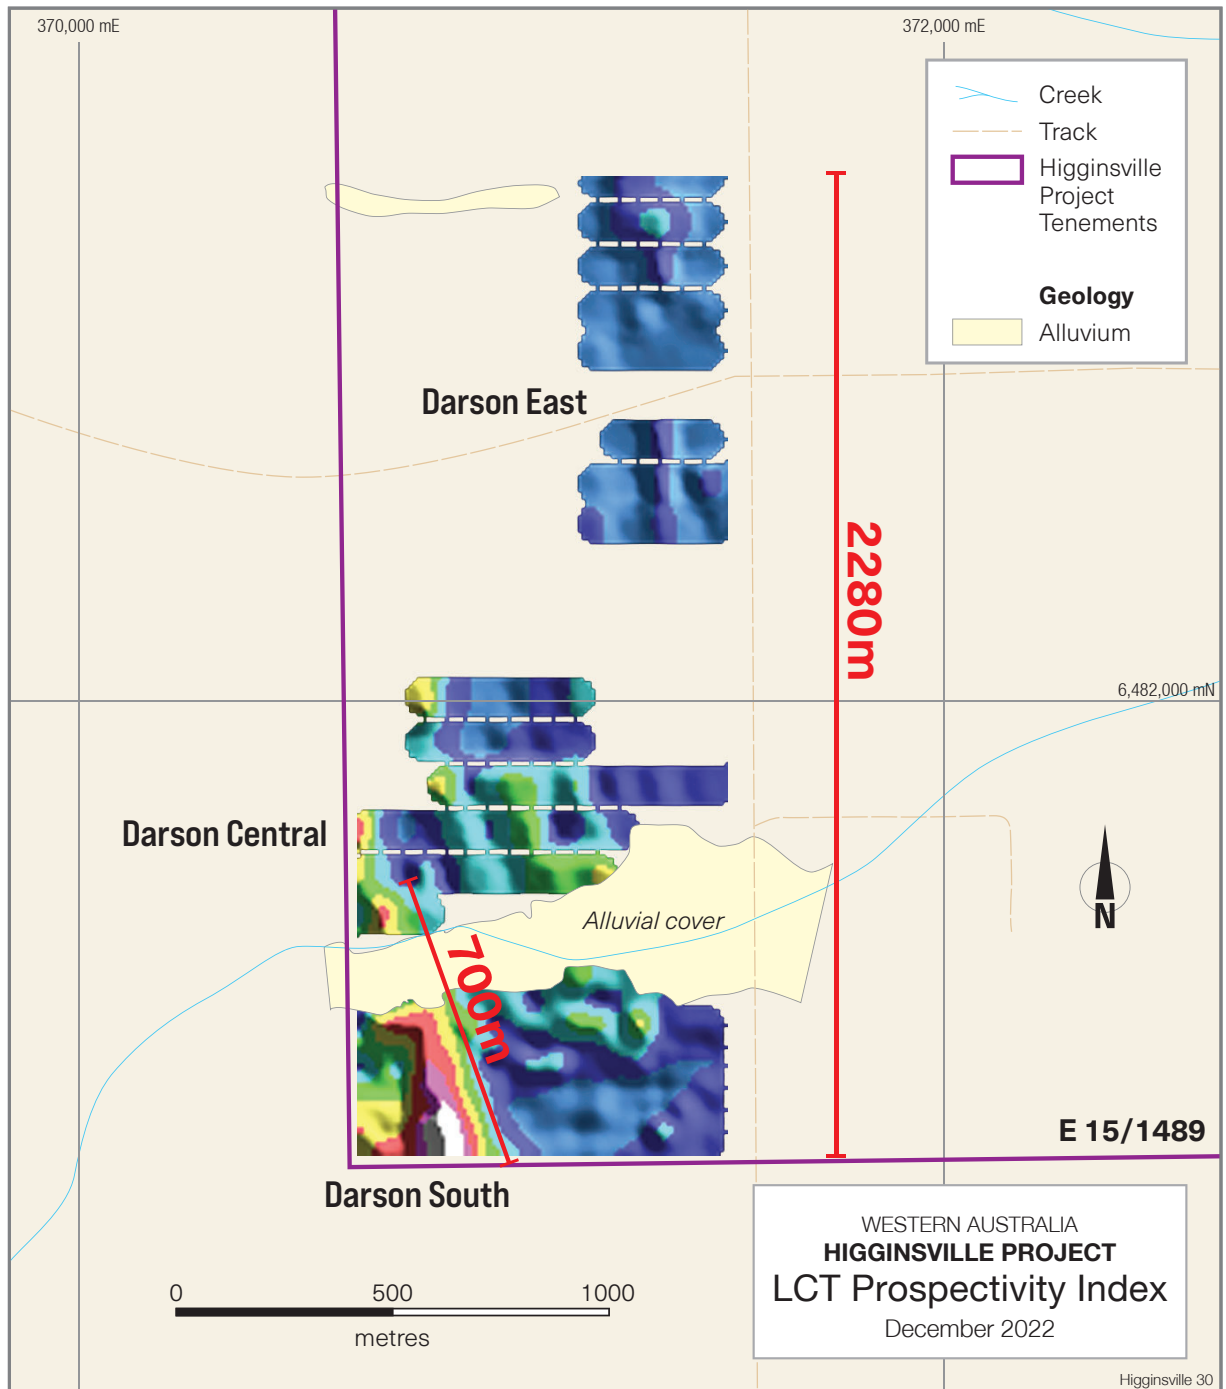 370,000 mE
372,000 mE
Creek
Track
Higginsville
Project
Tenements
Geology
Alluvium
Darson East
2280m
6,482,000 mN
Darson Central
Alluvial cover
N
700m
E 15/1489
Darson South
WESTERN AUSTRALIA
HIGGINSVILLE PROJECT
LCT Prospectivity Index
December 2022
0 500 1000
metres
Higginsville 30